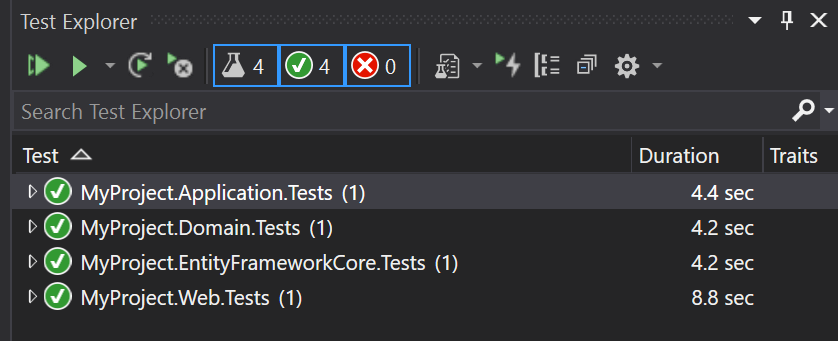 Test Explorer
4 4 0
Search Test Explorer
Test Duration Traits
MyProject.Application.Tests (1) 4.4 sec
MyProject.Domain.Tests (1) 4.2 sec
MyProject.EntityFrameworkCore.Tests (1) 4.2 sec
MyProject.Web.Tests (1) 8.8 sec